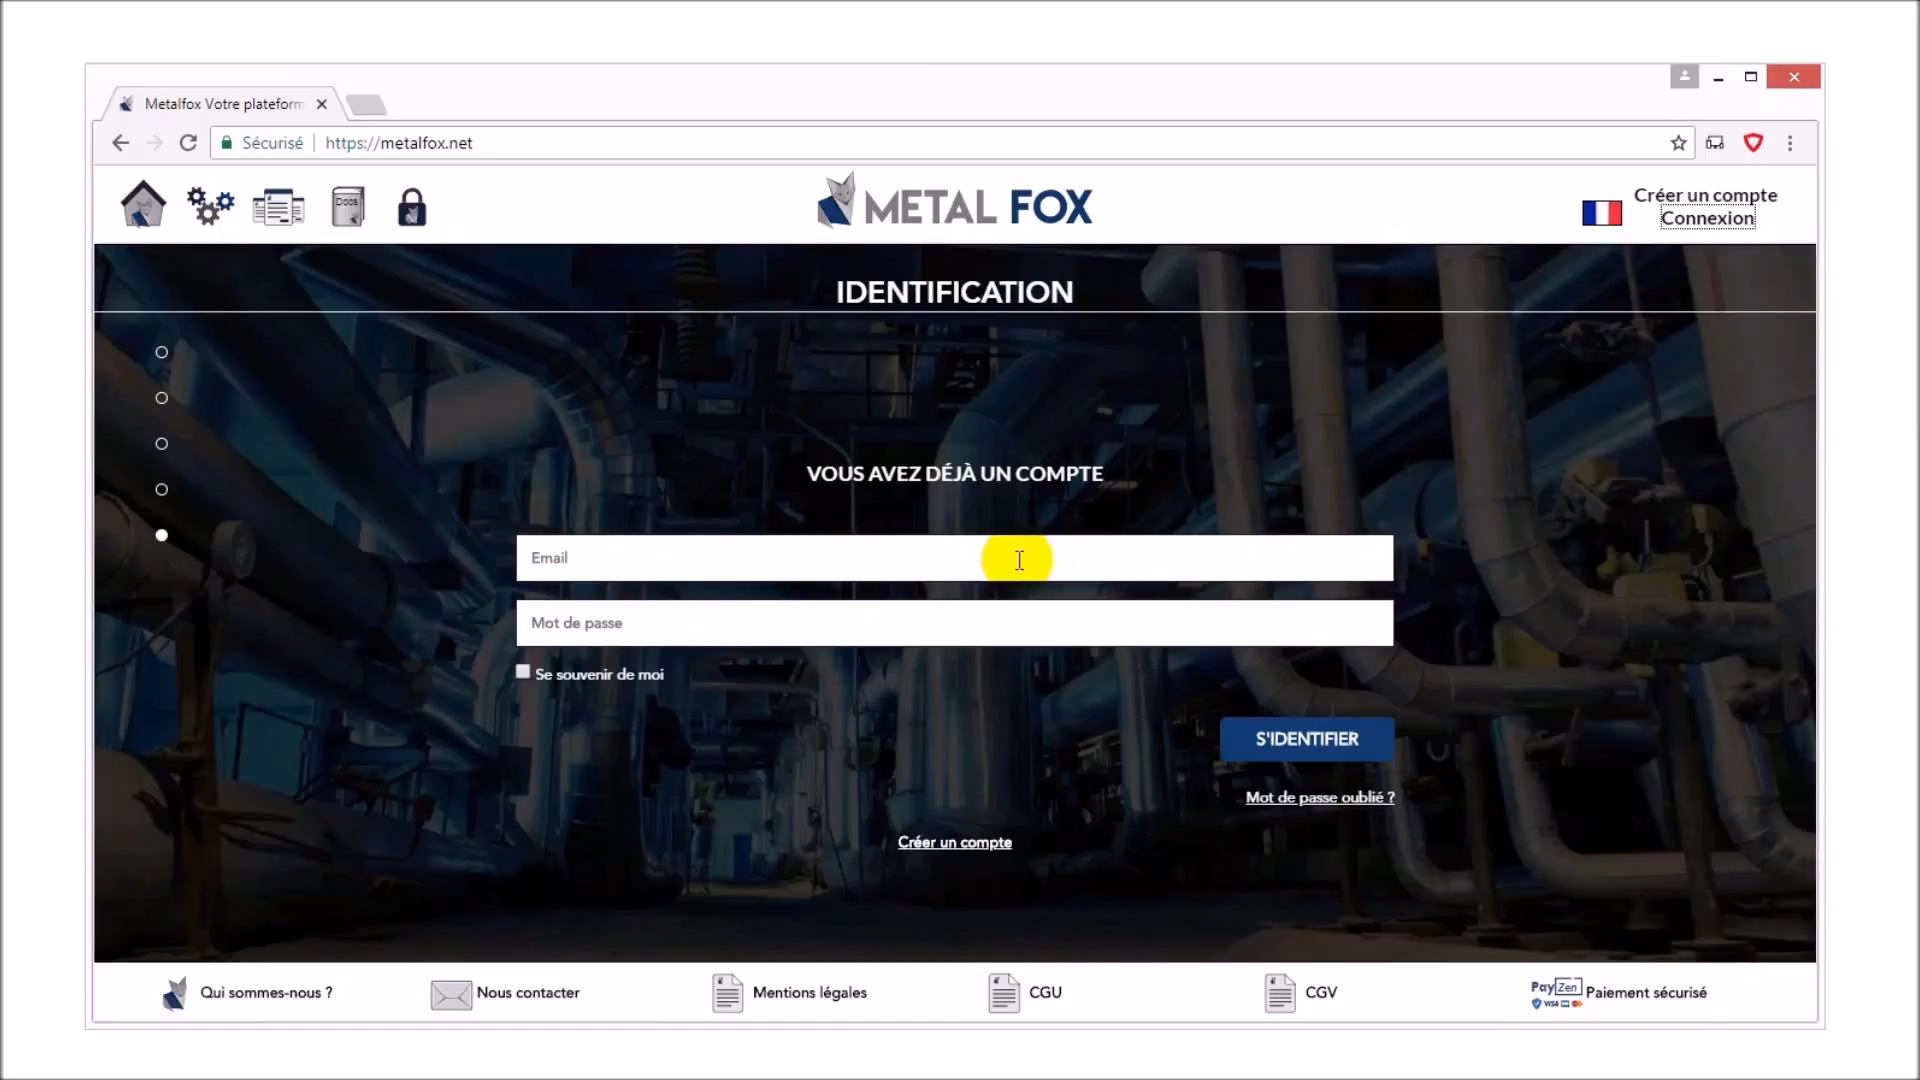 Metalfox Votre plateform
Sécurisé https://metalfox.net
Docs
METAL FOX
Créer un compte
Connexion
IDENTIFICATION
VOUS AVEZ DÉJÀ UN COMPTE
Email
Mot de passe
Se souvenir de moi
S'IDENTIFIER
Mot de passe oublié ?
Créer un compte
Qui sommes-nous ?
Nous contacter
Mentions légales
CGU
CGV
PayZen
VISA
Paiement sécurisé